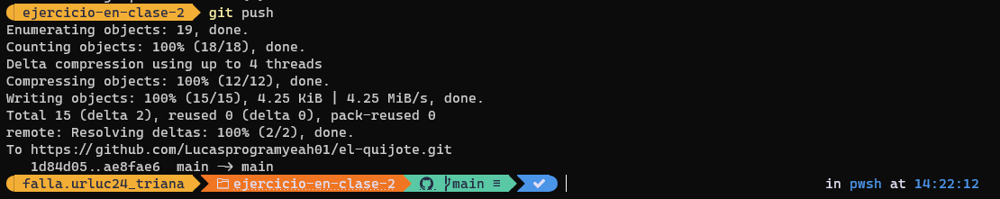 ejercicio-en-clase-2 git push
Enumerating objects: 19, done.
Counting objects: 100% (18/18), done.
Delta compression using up to 4 threads
Compressing objects: 100% (12/12), done.
Writing objects: 100% (15/15), 4.25 KiB | 4.25 MiB/s, done.
Total 15 (delta 2), reused 0 (delta 0), pack-reused 0
remote: Resolving deltas: 100% (2/2), done.
To https://github.com/Lucasprogramyeah01/el-quijote.git
1d84d05..ae8fae6 main -> main
falla.urluc24_triana ejercicio-en-clase-2 main ≡ ✔ in pwsh at 14:22:12